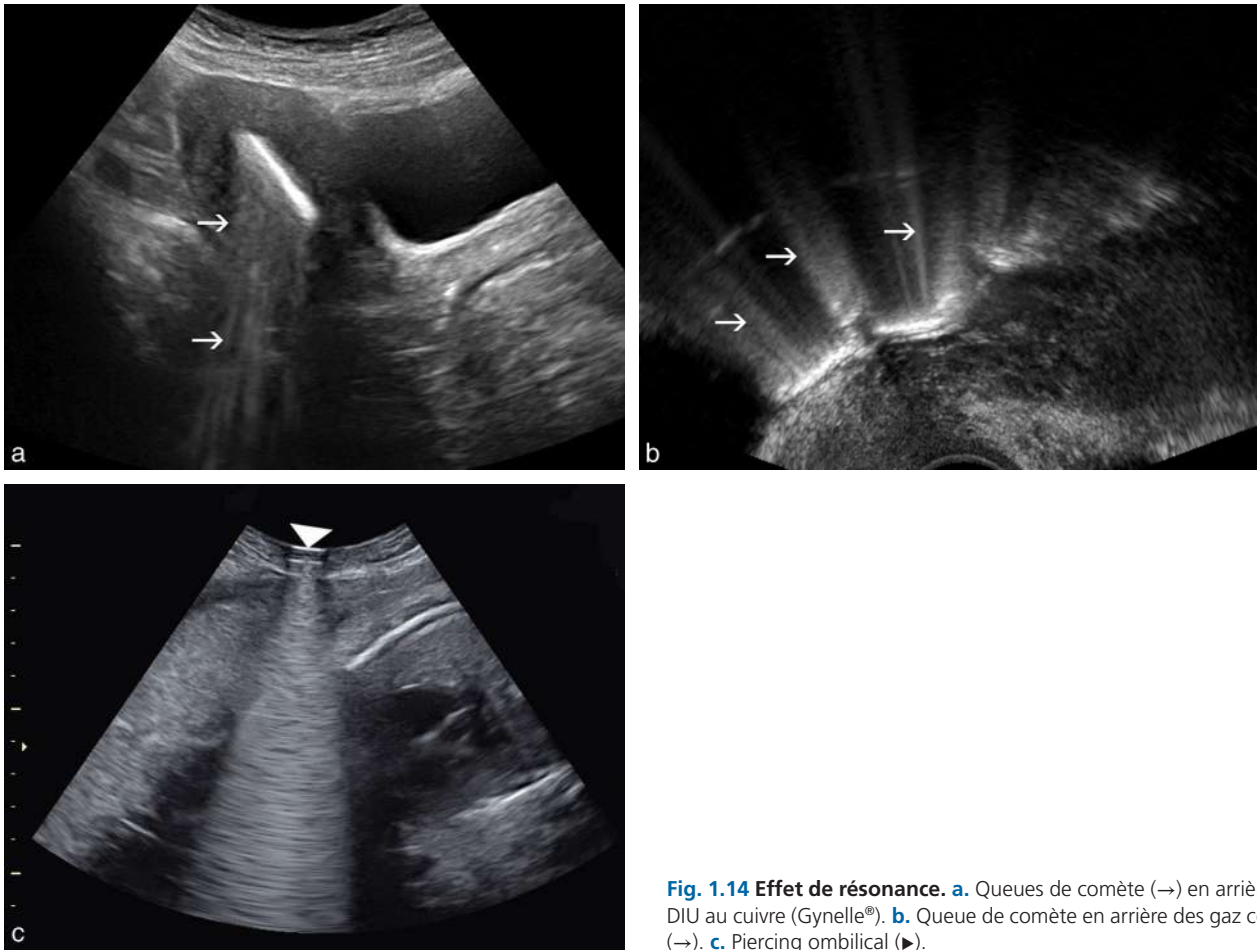 a
b
c
Fig. 1.14 Effet de résonance. a. Queues de comète (→) en arriè
DIU au cuivre (Gynelle®). b. Queue de comète en arrière des gaz c
(→). c. Piercing ombilical (▶).